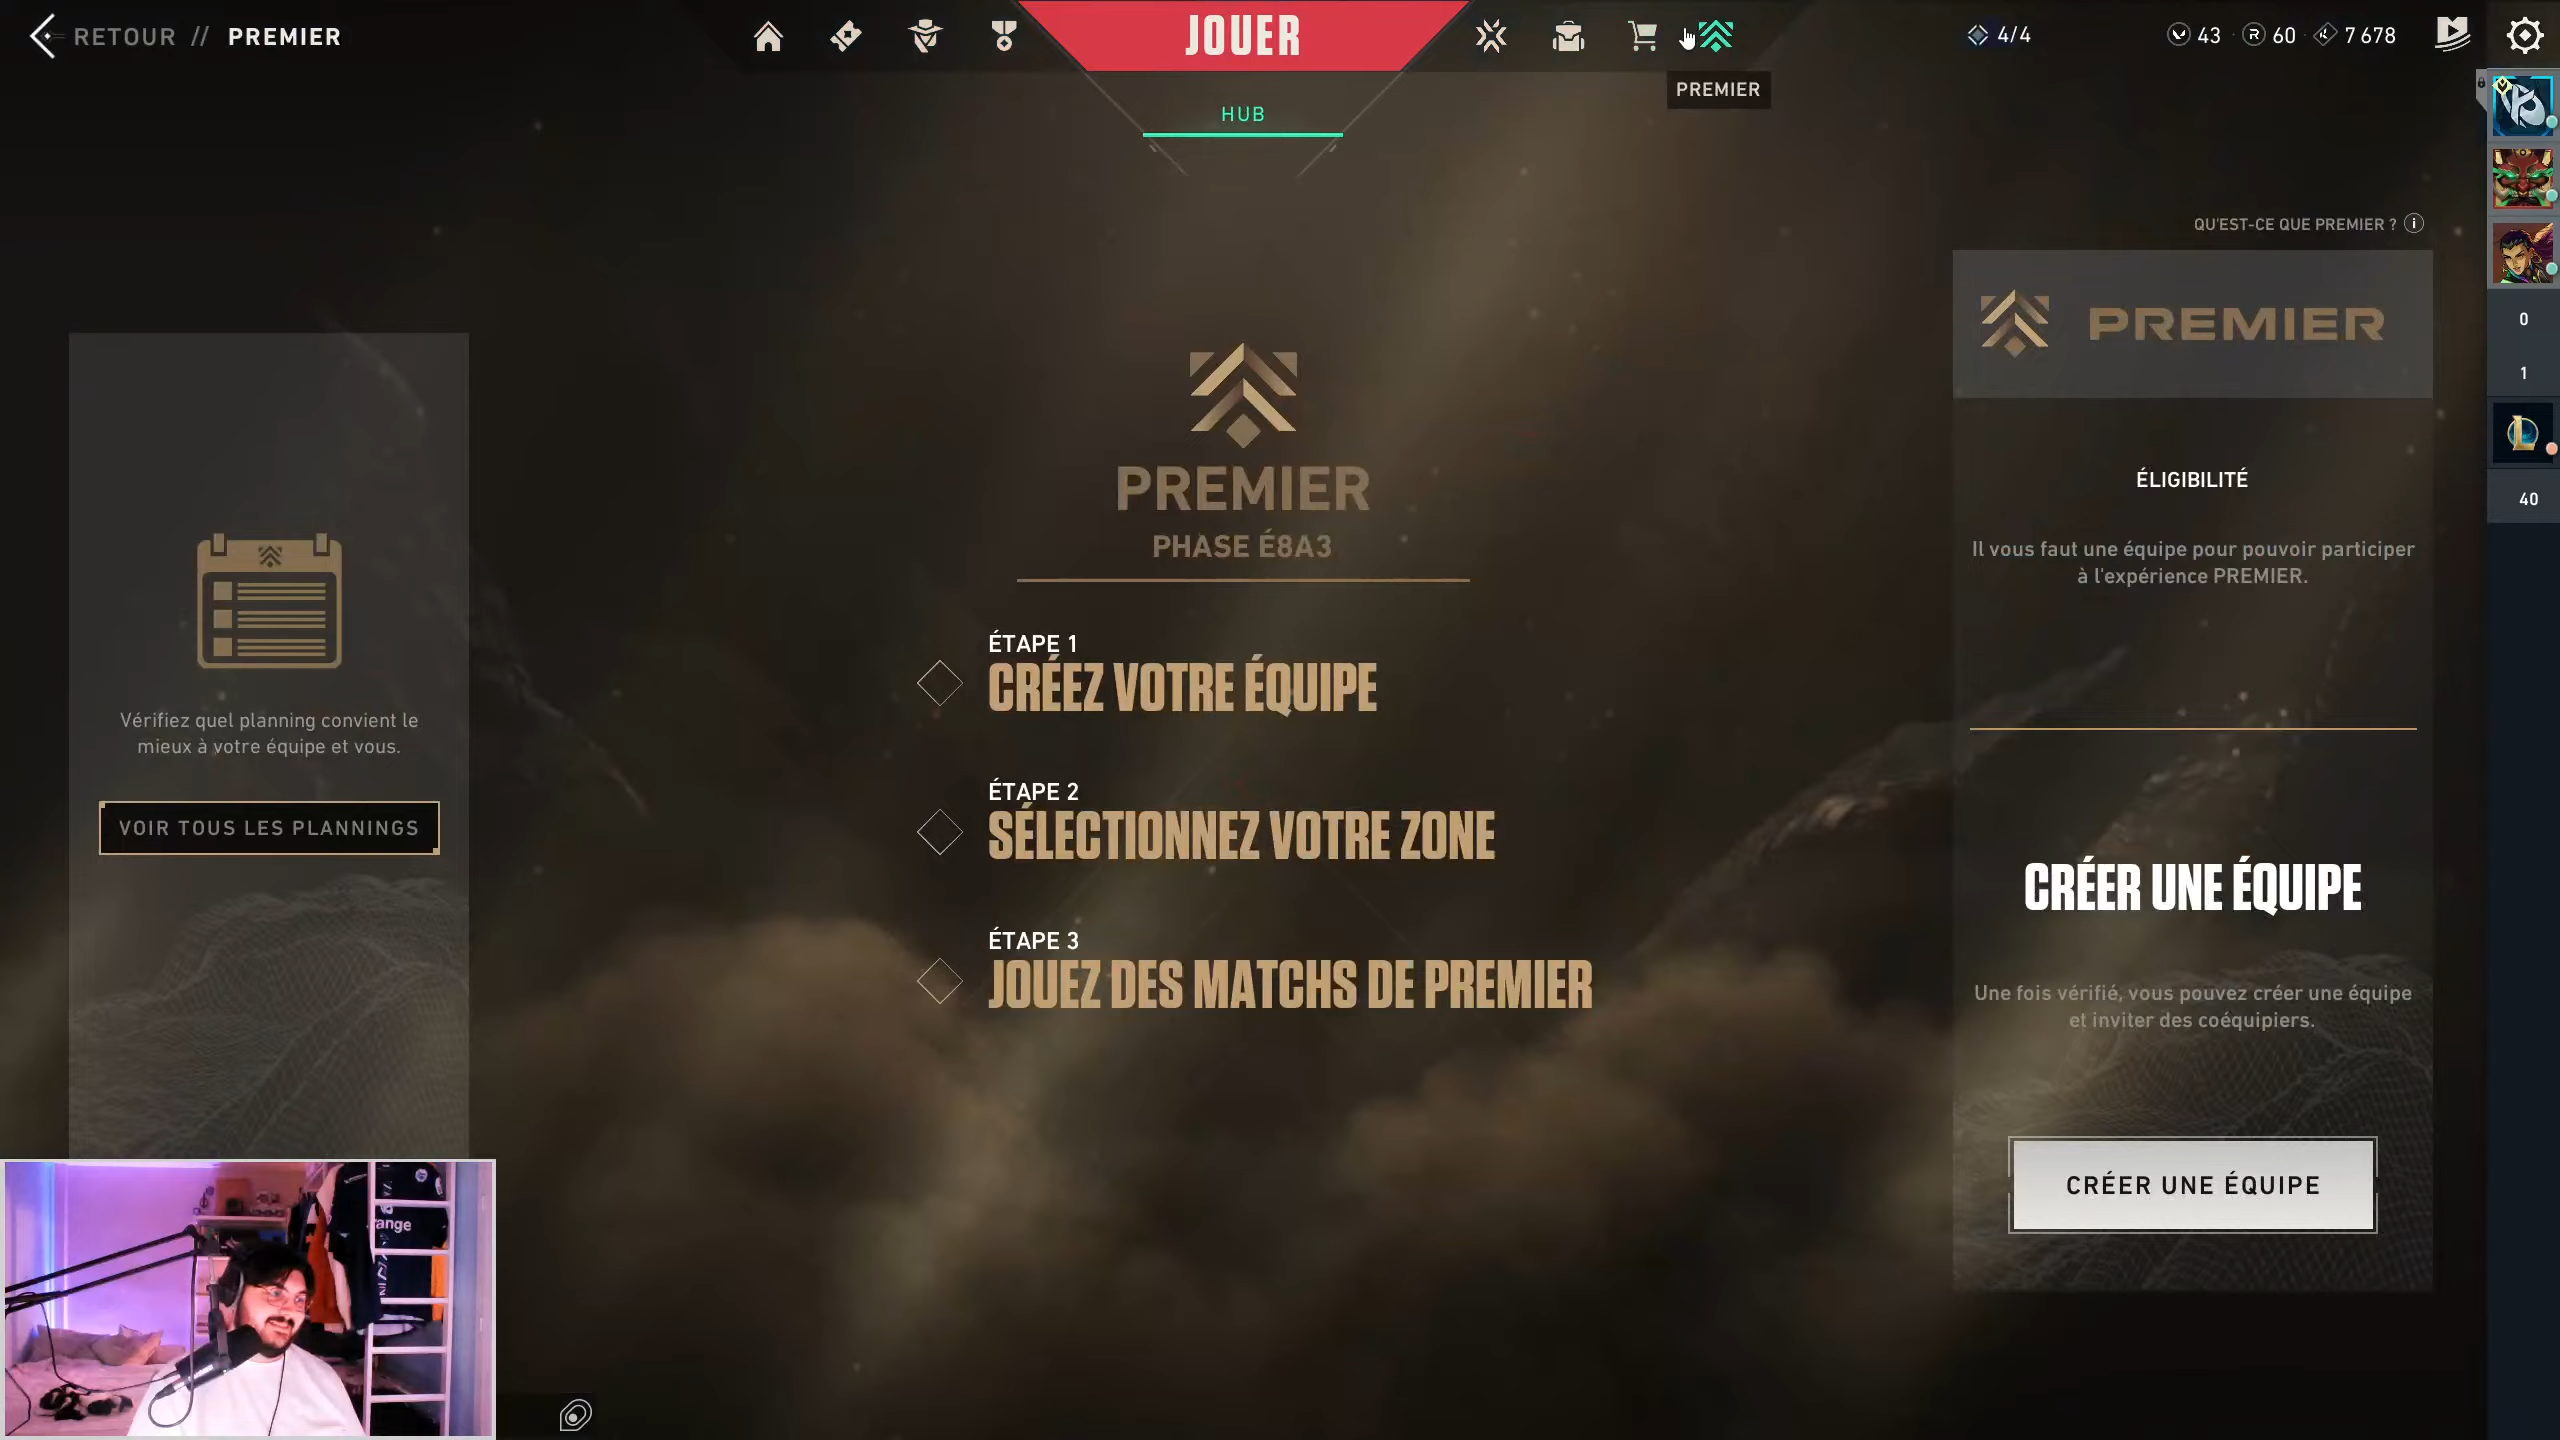 RETOUR // PREMIER
JOUER
4/4
43
60
7 678
PREMIER
HUB
QU'EST-CE QUE PREMIER ?
PREMIER
ÉLIGIBILITÉ
Il vous faut une équipe pour pouvoir participer
à l'expérience PREMIER.
CRÉER UNE ÉQUIPE
Une fois vérifié, vous pouvez créer une équipe
et inviter des coéquipiers.
CRÉER UNE ÉQUIPE
0
1
40
PREMIER
PHASE É8A3
ÉTAPE 1
CRÉEZ VOTRE ÉQUIPE
ÉTAPE 2
SÉLECTIONNEZ VOTRE ZONE
ÉTAPE 3
JOUEZ DES MATCHS DE PREMIER
Vérifiez quel planning convient le
mieux à votre équipe et vous.
VOIR TOUS LES PLANNINGS
range